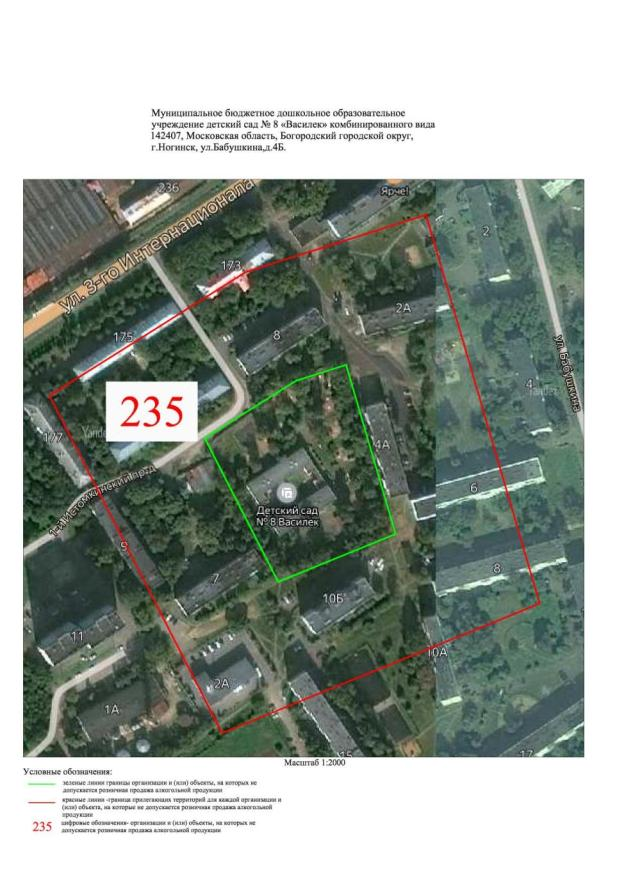 Муниципальное бюджетное дошкольное образовательное
учреждение детский сад № 8 «Василек» комбинированного вида
142407, Московская область, Богородский городской округ,
г.Ногинск, ул.Бабушкина,д.4Б.
236
Ярче!
ул. 3-го Интернационала
2
173
2А
175
8
ул. Бабушкина
4
Yandex
235
177
4А
1-й Истомкинский пр-д
6
Детский сад
№ 8 Василек
9
8
7
10Б
11
10А
2А
1А
15
17
Масштаб 1:2000
Условные обозначения:
зеленые линии границы организации и (или) объекты, на которых не
допускается розничная продажа алкогольной продукции
красные линии -граница прилегающих территорий для каждой организации и
(или) объекта, на которые не допускается розничная продажа алкогольной
продукции
235
цифровые обозначения- организации и (или) объекты, на которых не
допускается розничная продажа алкогольной продукции